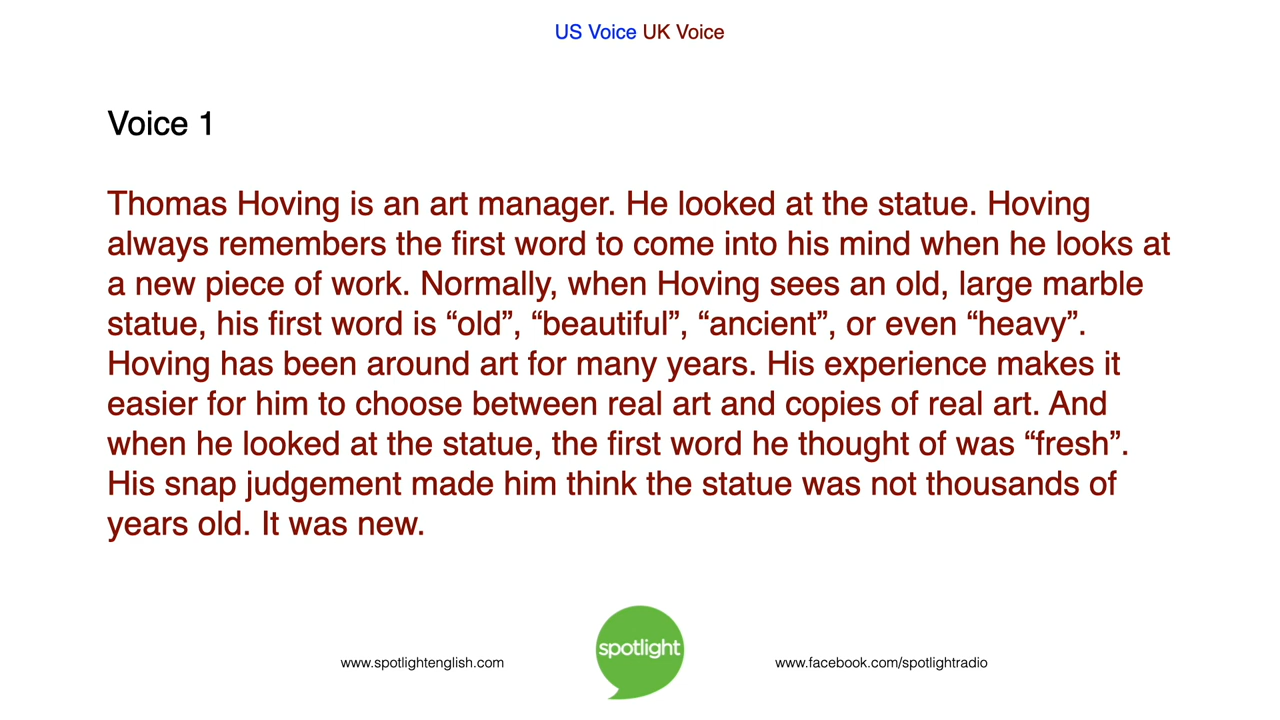 US Voice UK Voice
Voice 1
Thomas Hoving is an art manager. He looked at the statue. Hoving
always remembers the first word to come into his mind when he looks at
a new piece of work. Normally, when Hoving sees an old, large marble
statue, his first word is “old”, “beautiful”, “ancient”, or even “heavy”.
Hoving has been around art for many years. His experience makes it
easier for him to choose between real art and copies of real art. And
when he looked at the statue, the first word he thought of was “fresh”.
His snap judgement made him think the statue was not thousands of
years old. It was new.
www.spotlightenglish.com
spotlight
www.facebook.com/spotlightradio